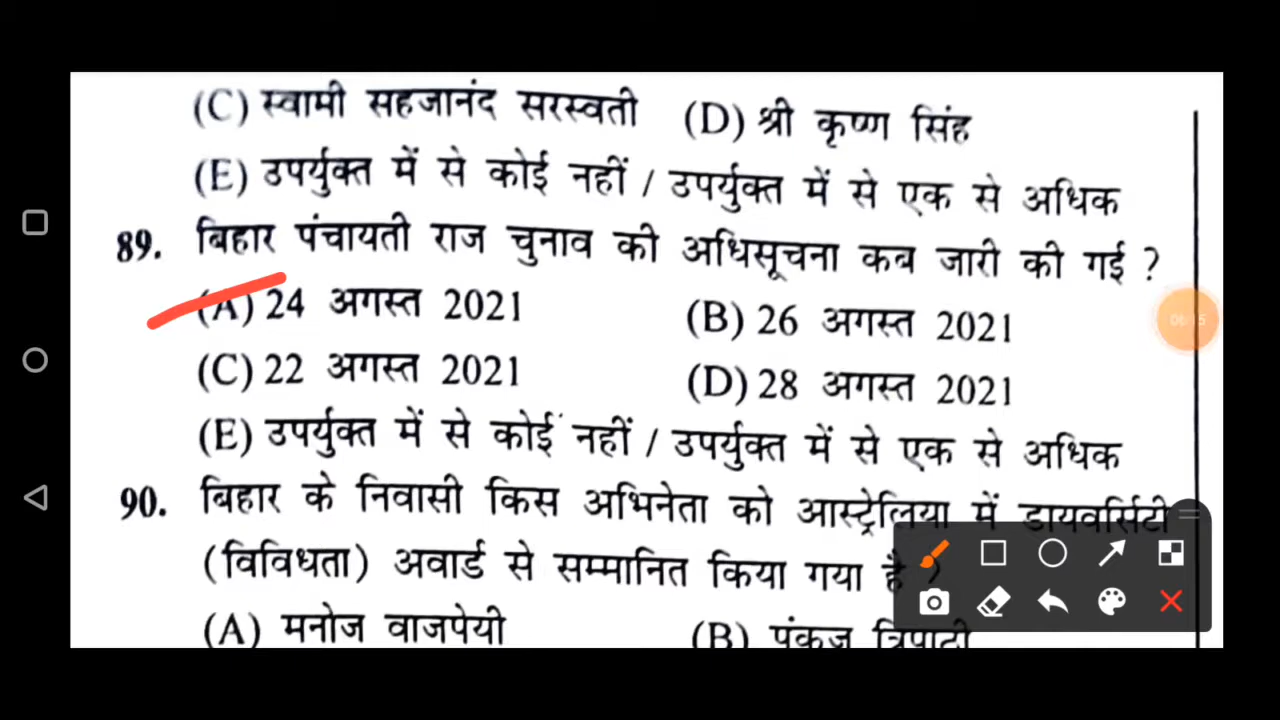 (C) स्वामी सहजानंद सरस्वती (D) श्री कृष्ण सिंह
(E) उपर्युक्त में से कोई नहीं / उपर्युक्त में से एक से अधिक
89. बिहार पंचायती राज चुनाव की अधिसूचना कब जारी की गई ?
(A) 24 अगस्त 2021 (B) 26 अगस्त 2021
(C) 22 अगस्त 2021 (D) 28 अगस्त 2021
(E) उपर्युक्त में से कोई नहीं / उपर्युक्त में से एक से अधिक
90. बिहार के निवासी किस अभिनेता को आस्ट्रेलिया में डायवर्सिटी
(विविधता) अवार्ड से सम्मानित किया गया है ?
(A) मनोज वाजपेयी (B) पंकज त्रिपाठी